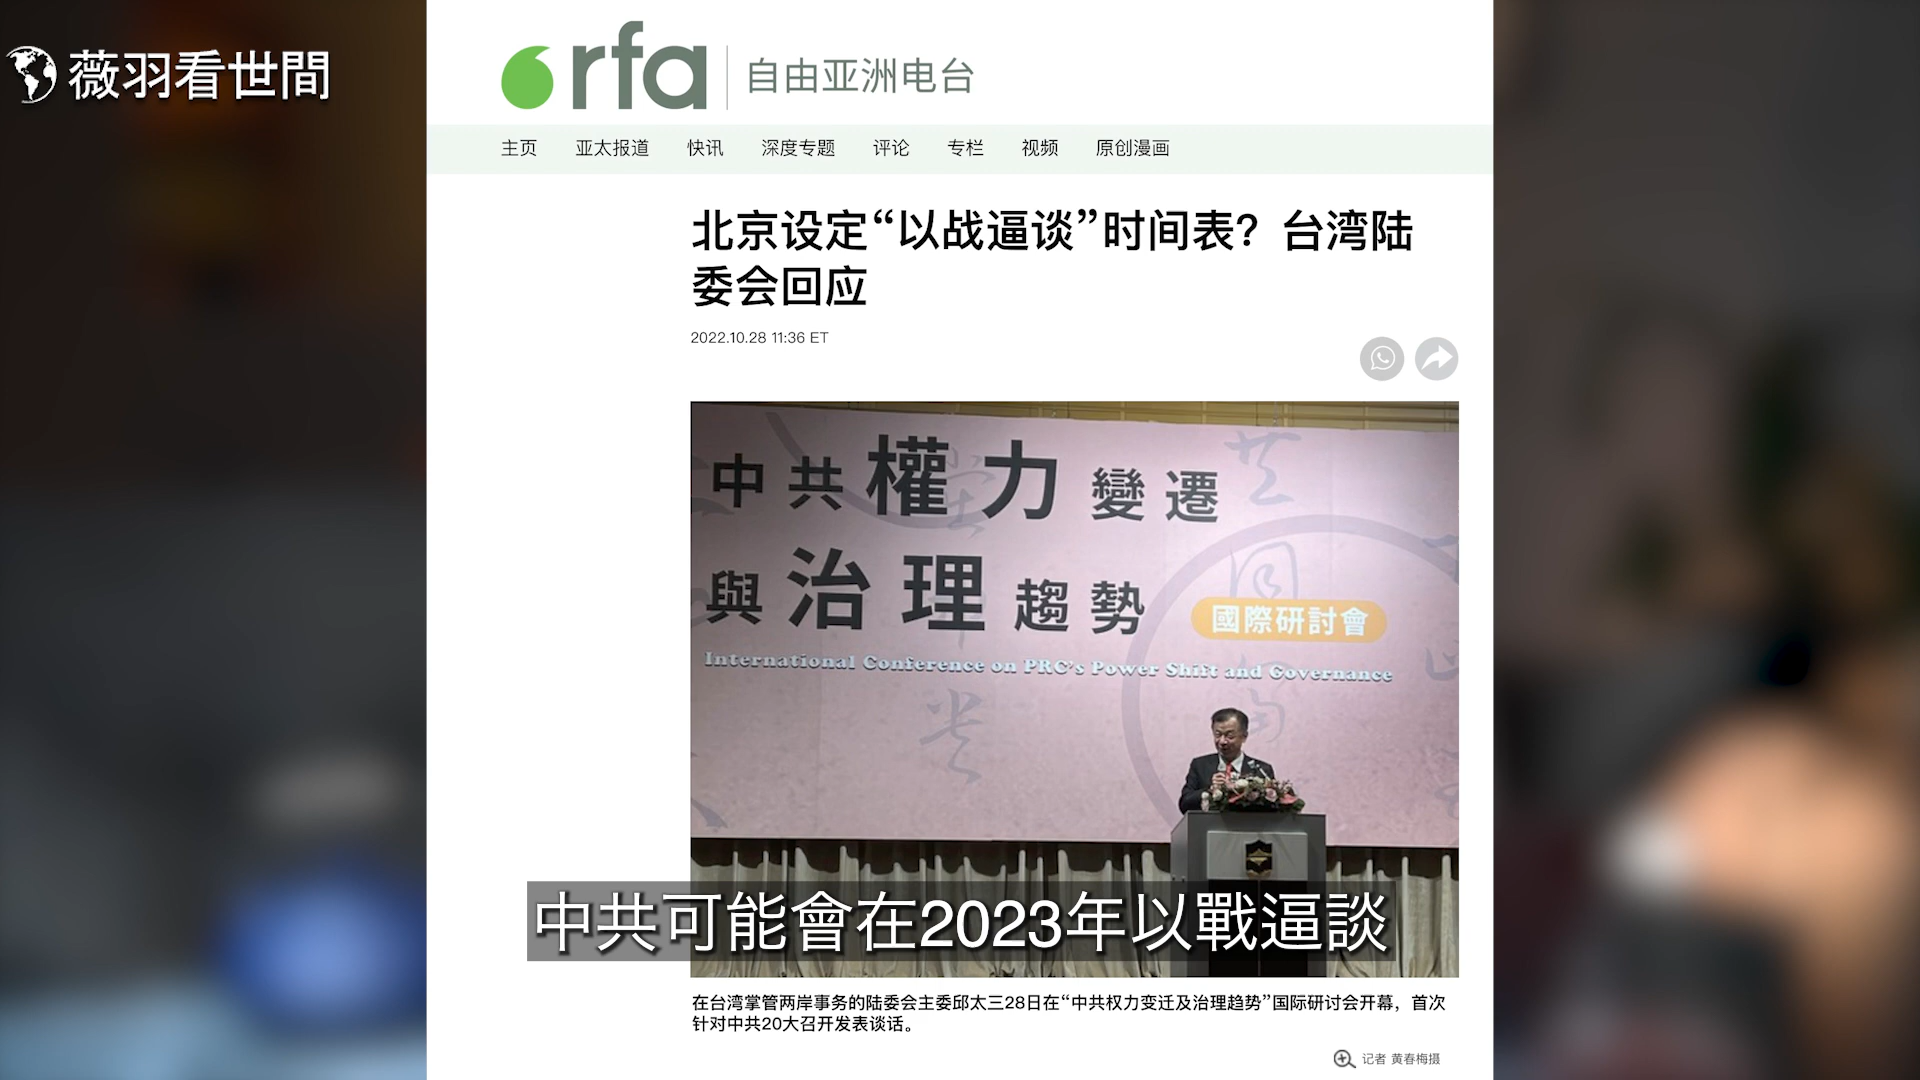 薇羽看世間
rfa 自由亚洲电台
主页 亚太报道 快讯 深度专题 评论 专栏 视频 原创漫画
北京设定“以战逼谈”时间表？台湾陆
委会回应
2022.10.28 11:36 ET
中共權力變遷
與治理趨勢
國際研討會
International Conference on PRC's Power Shift and Governance
中共可能會在2023年以戰逼談
在台湾掌管两岸事务的陆委会主委邱太三28日在“中共权力变迁及治理趋势”国际研讨会开幕，首次
针对中共20大召开发表谈话。
记者 黄春梅摄